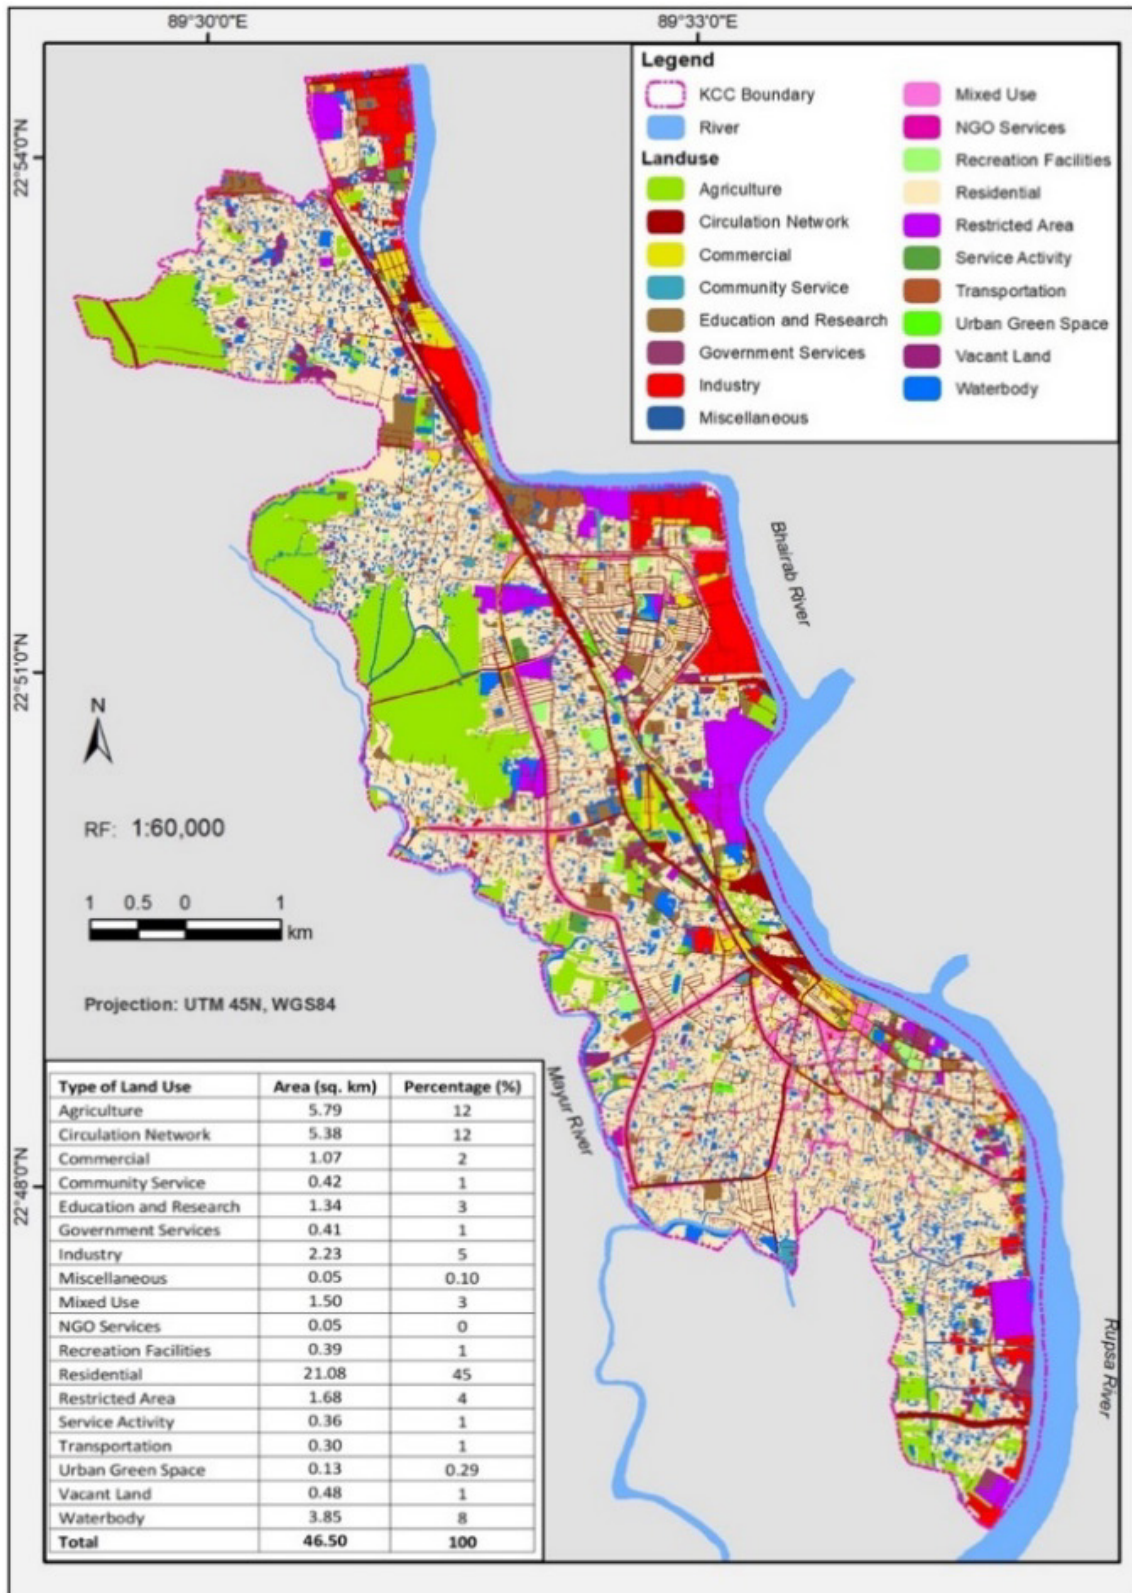 89°30'0"E
89°33'0"E
Legend
KCC Boundary
River
Landuse
Agriculture
Circulation Network
Commercial
Community Service
Education and Research
Government Services
Industry
Miscellaneous
Mixed Use
NGO Services
Recreation Facilities
Residential
Restricted Area
Service Activity
Transportation
Urban Green Space
Vacant Land
Waterbody
22°54'0"N
22°51'0"N
22°48'0"N
Bhairab River
N
RF: 1:60,000
1 0.5 0 1
km
Projection: UTM 45N, WGS84
Mayur River
Rupsa River
Type of Land Use Area (sq. km) Percentage (%)
Agriculture 5.79 12
Circulation Network 5.38 12
Commercial 1.07 2
Community Service 0.42 1
Education and Research 1.34 3
Government Services 0.41 1
Industry 2.23 5
Miscellaneous 0.05 0.10
Mixed Use 1.50 3
NGO Services 0.05 0
Recreation Facilities 0.39 1
Residential 21.08 45
Restricted Area 1.68 4
Service Activity 0.36 1
Transportation 0.30 1
Urban Green Space 0.13 0.29
Vacant Land 0.48 1
Waterbody 3.85 8
Total 46.50 100